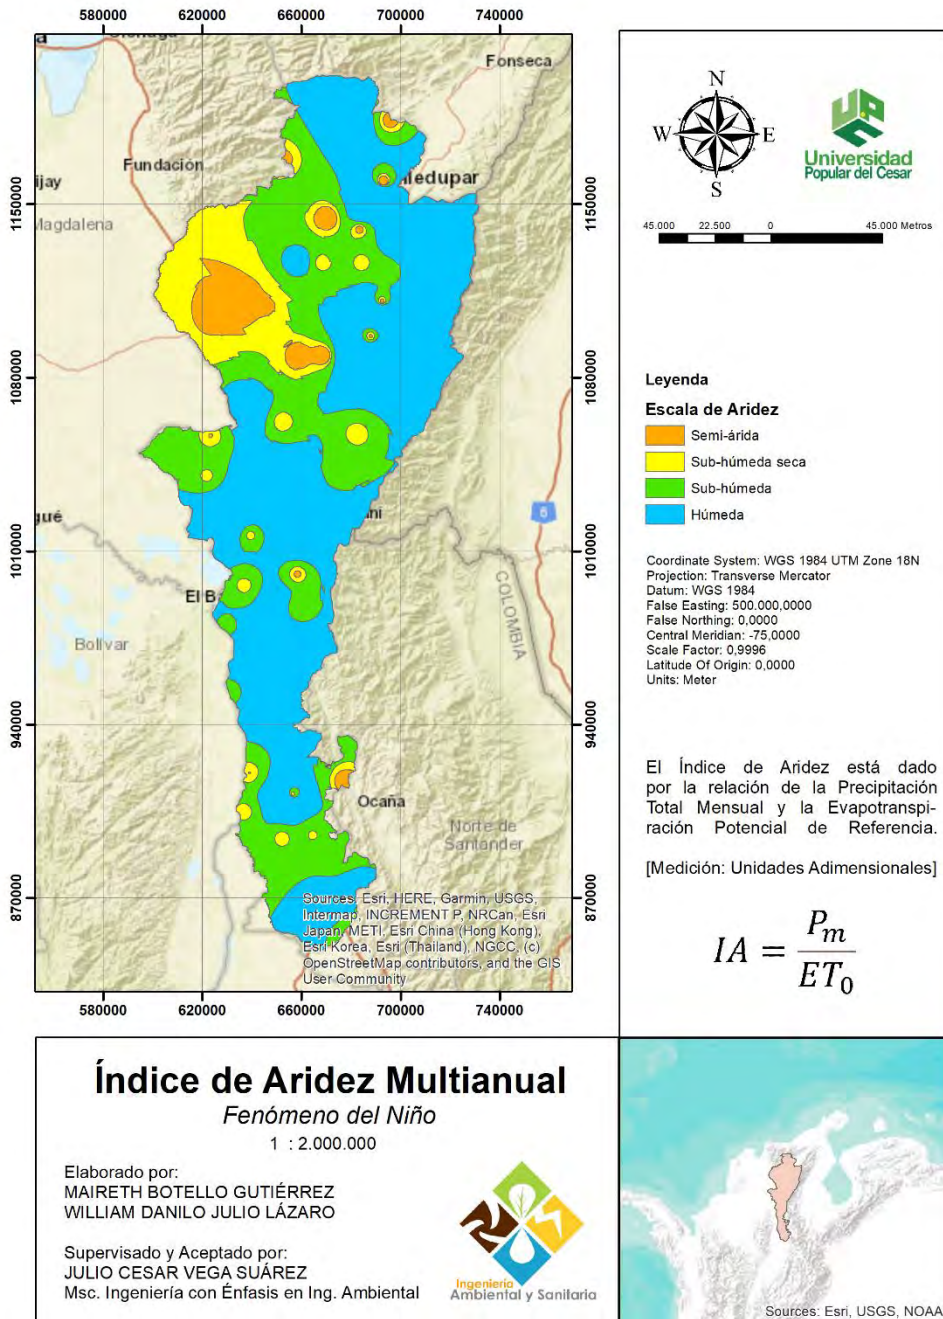 580000 620000 660000 700000 740000
Fonseca
Fundación
ledupar
ijay
Magdalena
1150000
1150000
1080000
1080000
gué
ní
6
1010000
1010000
El B
COLOMBIA
Bolívar
940000
940000
Ocaña
Norte de
Santander
870000
870000
Sources: Esri, HERE, Garmin, USGS,
Intermap, INCREMENT P, NRCan, Esri
Japan, METI, Esri China (Hong Kong),
Esri Korea, Esri (Thailand), NGCC, (c)
OpenStreetMap contributors, and the GIS
User Community
580000 620000 660000 700000 740000
N
W E
S
UPC
Universidad
Popular del Cesar
45.000 22.500 0 45.000 Metros
Leyenda
Escala de Aridez
Semi-árida
Sub-húmeda seca
Sub-húmeda
Húmeda
Coordinate System: WGS 1984 UTM Zone 18N
Projection: Transverse Mercator
Datum: WGS 1984
False Easting: 500.000,0000
False Northing: 0,0000
Central Meridian: -75,0000
Scale Factor: 0,9996
Latitude Of Origin: 0,0000
Units: Meter
El Índice de Aridez está dado
por la relación de la Precipitación
Total Mensual y la Evapotranspi-
ración Potencial de Referencia.
[Medición: Unidades Adimensionales]
IA = P_m / ET_0
Índice de Aridez Multianual
Fenómeno del Niño
1 : 2.000.000
Elaborado por:
MAIRETH BOTELLO GUTIÉRREZ
WILLIAM DANILO JULIO LÁZARO
Supervisado y Aceptado por:
JULIO CESAR VEGA SUÁREZ
Msc. Ingeniería con Énfasis en Ing. Ambiental
Ingeniería
Ambiental y Sanitaria
Sources: Esri, USGS, NOAA